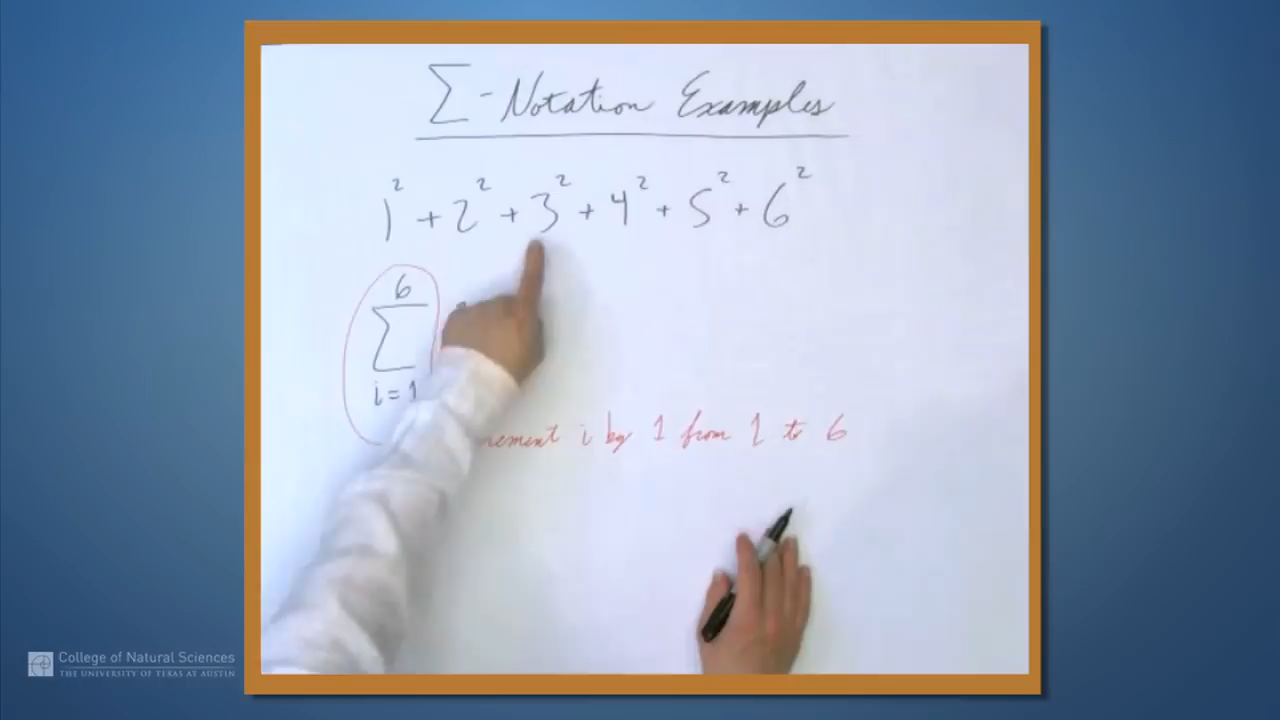 Σ - Notation Examples
1² + 2² + 3² + 4² + 5² + 6²
6
Σ
i = 1
i by 1 from 1 to 6
College of Natural Sciences
THE UNIVERSITY OF TEXAS AT AUSTIN